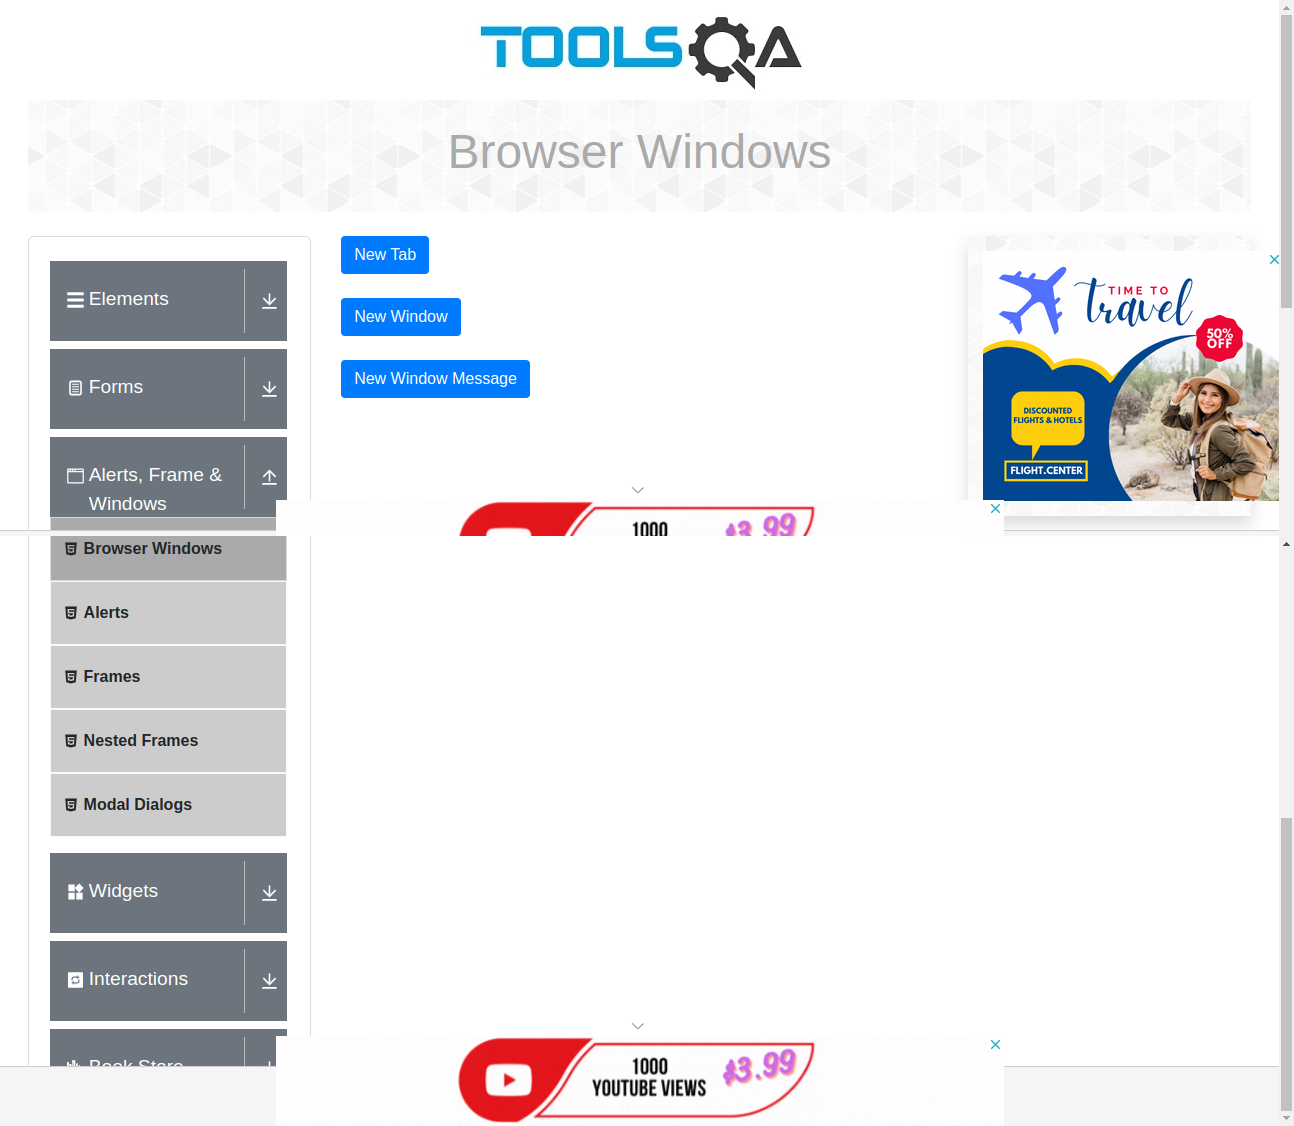 TOOLSQA
Browser Windows
Elements
Forms
Alerts, Frame &
Windows
New Tab
New Window
New Window Message
TIME TO
travel
50%
OFF
DISCOUNTED
FLIGHTS & HOTELS
FLIGHT.CENTER
1000
$3.99
Browser Windows
Alerts
Frames
Nested Frames
Modal Dialogs
Widgets
Interactions
Book Store
1000
YOUTUBE VIEWS
$3.99